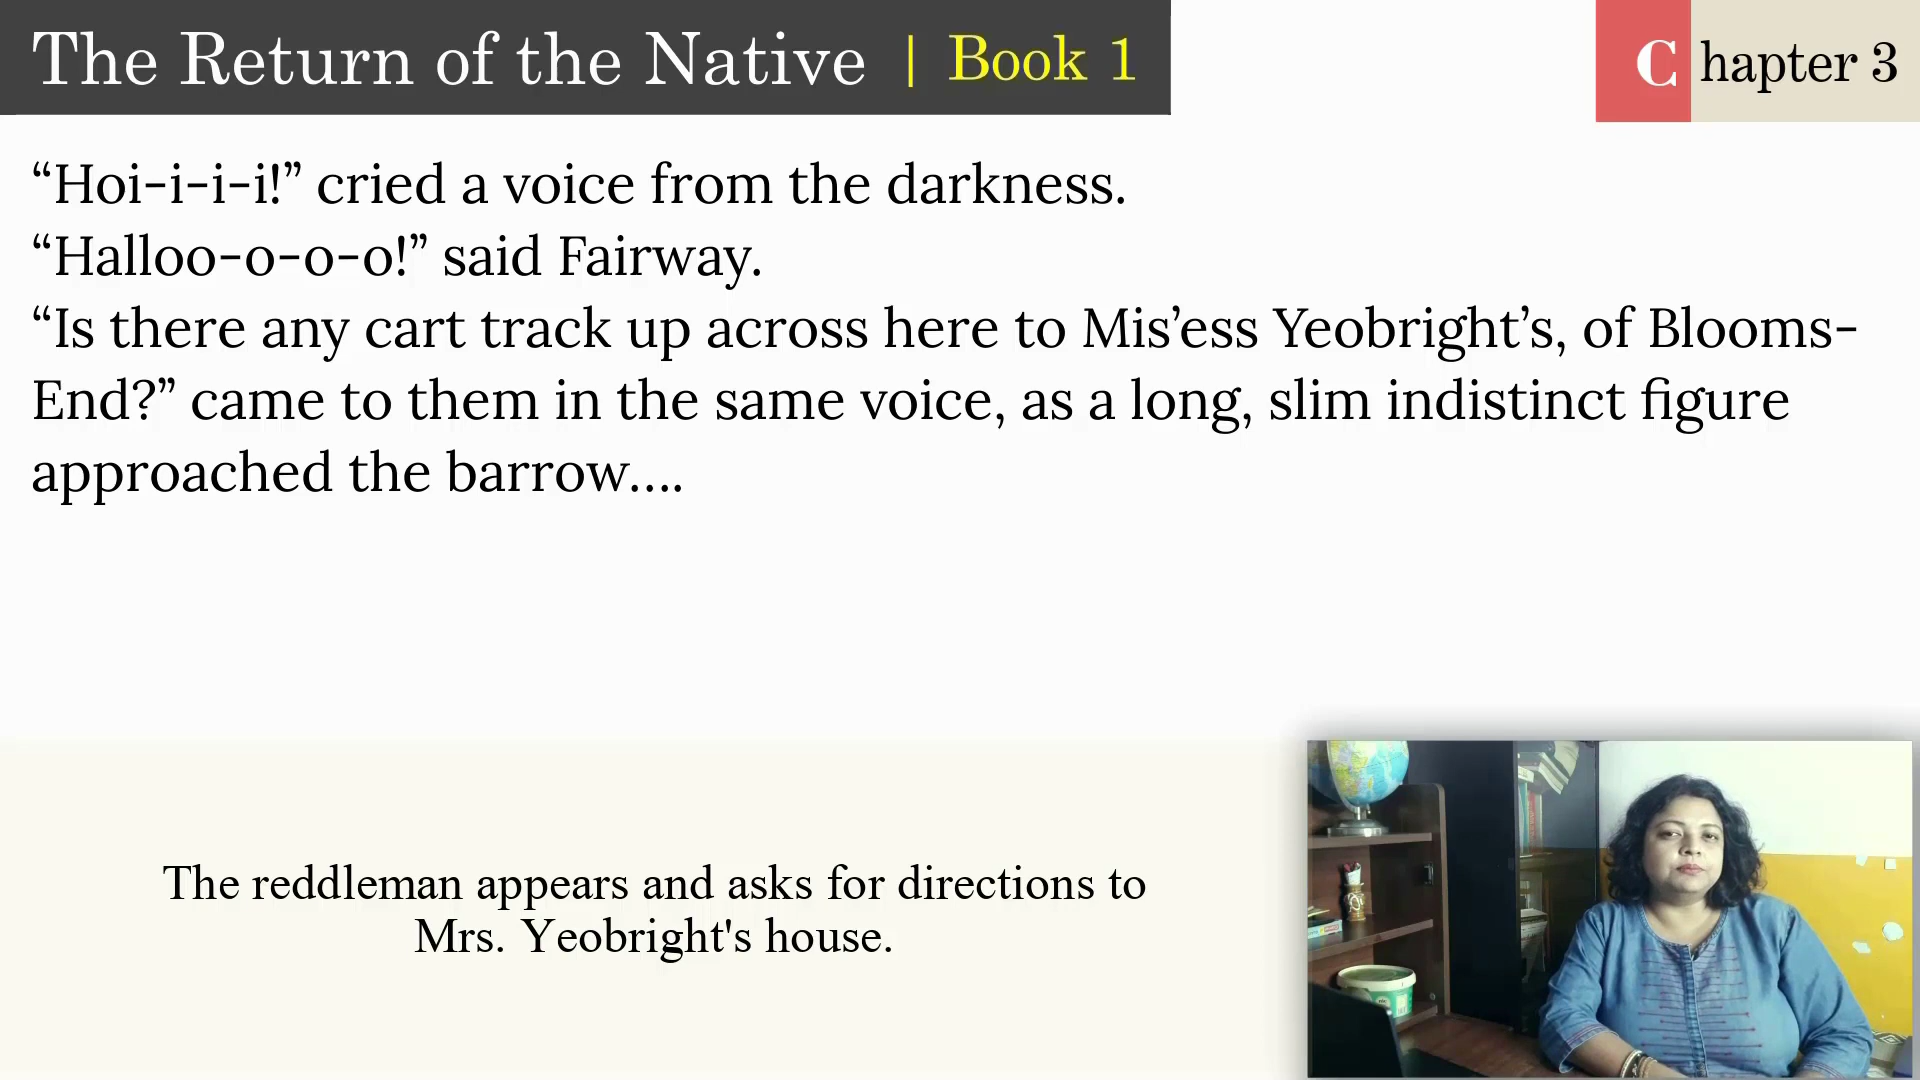 The Return of the Native | Book 1
Chapter 3
“Hoi-i-i-i!” cried a voice from the darkness.
“Halloo-o-o-o!” said Fairway.
“Is there any cart track up across here to Mis’ess Yeobright’s, of Blooms-
End?” came to them in the same voice, as a long, slim indistinct figure
approached the barrow….
The reddleman appears and asks for directions to
Mrs. Yeobright's house.